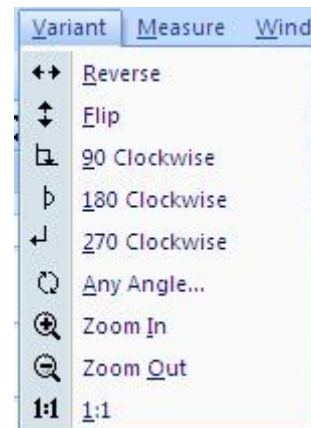 Variant Measure Wind
Reverse
Flip
90 Clockwise
180 Clockwise
270 Clockwise
Any Angle...
Zoom In
Zoom Out
1:1 1:1